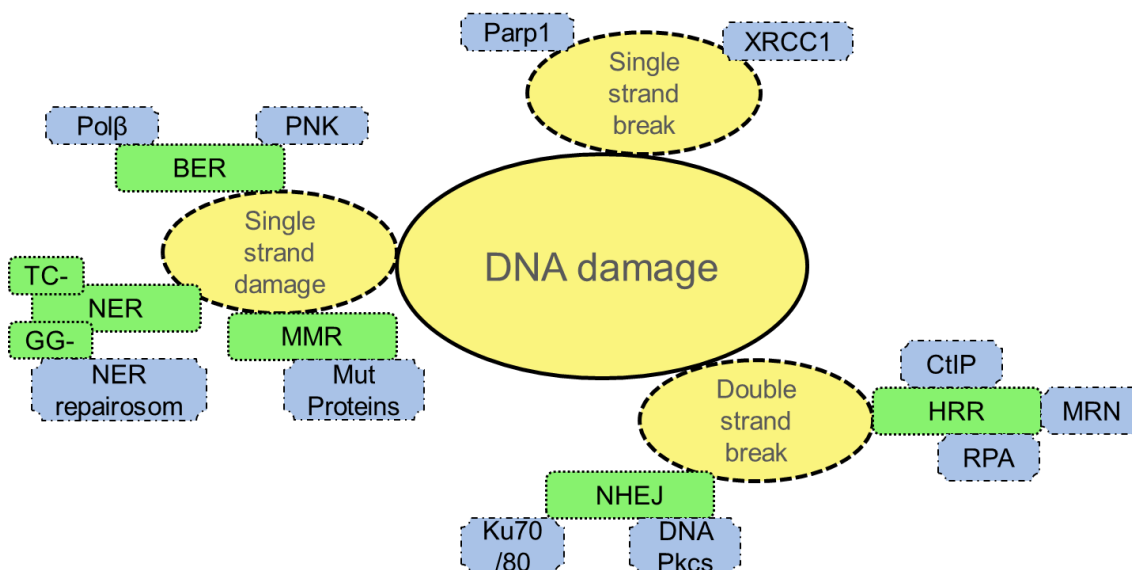 Parp1
XRCC1
Single
strand
break
Polβ
PNK
BER
Single
strand
damage
DNA damage
TC-
NER
GG-
NER
repairosom
MMR
Mut
Proteins
Double
strand
break
CtIP
HRR
MRN
RPA
NHEJ
Ku70
/80
DNA
Pkcs